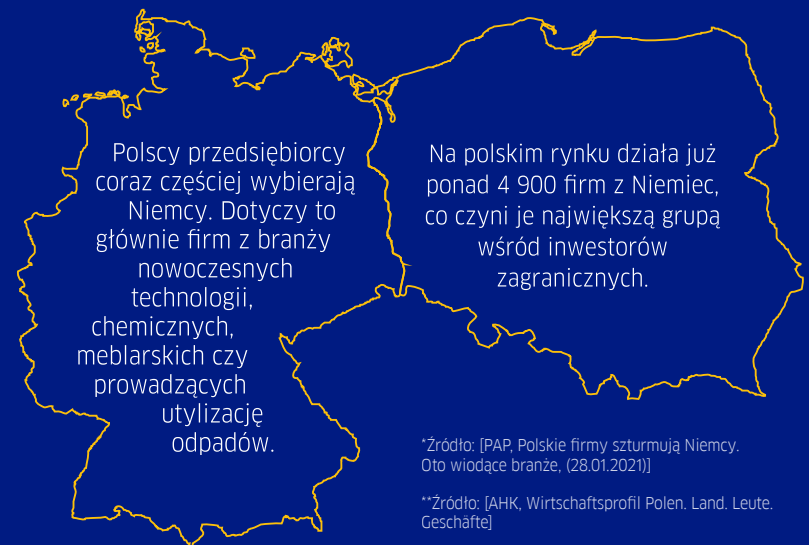 Polscy przedsiębiorcy
coraz częściej wybierają
Niemcy. Dotyczy to
głównie firm z branży
nowoczesnych
technologii,
chemicznych,
meblarskich czy
prowadzących
utylizację
odpadów.
Na polskim rynku działa już
ponad 4 900 firm z Niemiec,
co czyni je największą grupą
wśród inwestorów
zagranicznych.
*Źródło: [PAP, Polskie firmy szturmują Niemcy.
Oto wiodące branże, (28.01.2021)]
**Źródło: [AHK, Wirtschaftsprofil Polen. Land. Leute.
Geschäfte]